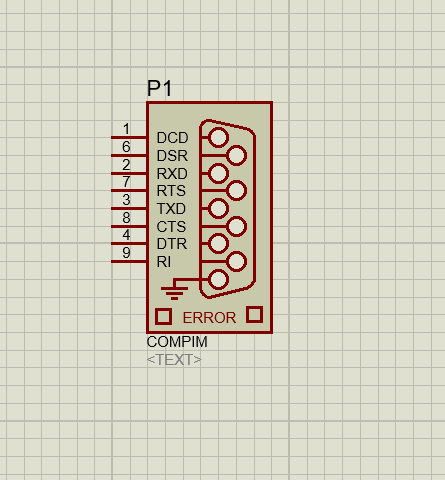 P1
1 DCD
6 DSR
2 RXD
7 RTS
3 TXD
8 CTS
4 DTR
9 RI
ERROR
COMPIM
<TEXT>